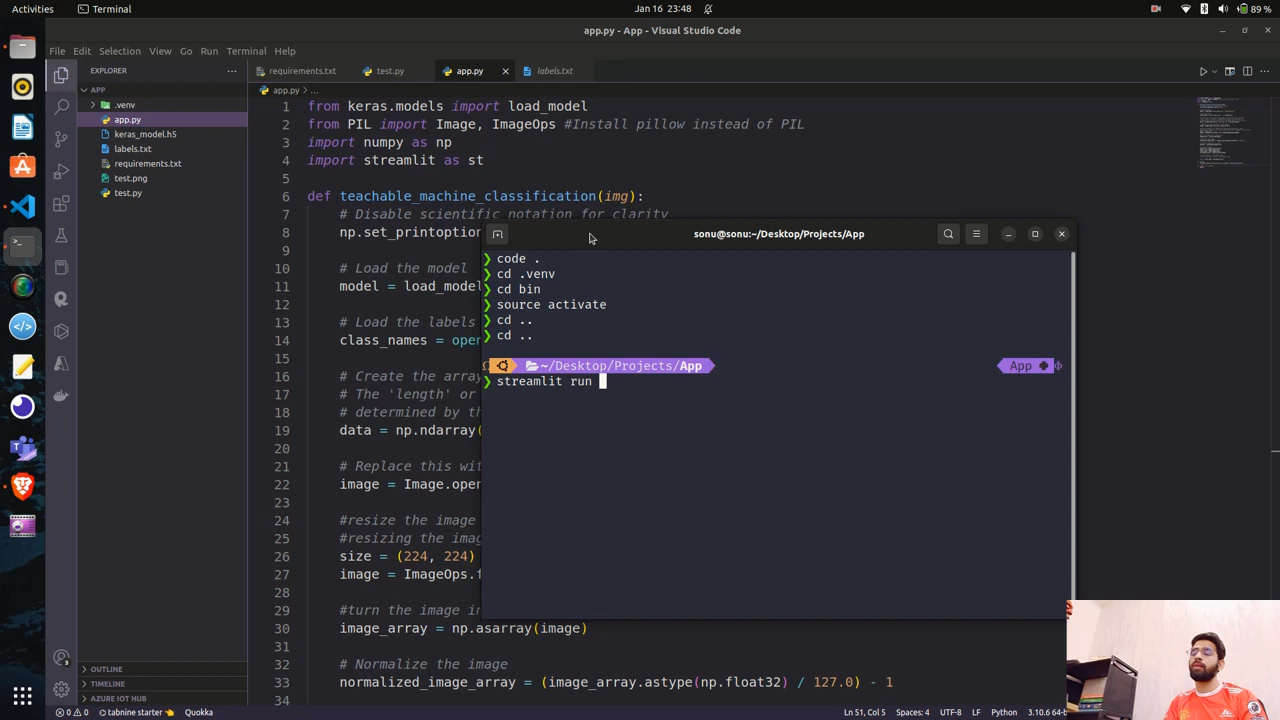 Activities
Terminal
Jan 16 23:48
89 %
app.py - App - Visual Studio Code
File Edit Selection View Go Run Terminal Help
EXPLORER
requirements.txt
test.py
app.py
labels.txt
APP
app.py > ...
.venv
app.py
keras_model.h5
labels.txt
requirements.txt
test.png
test.py
1 from keras.models import load_model
2 from PIL import Image, ImageOps #Install pillow instead of PIL
3 import numpy as np
4 import streamlit as st
5
6 def teachable_machine_classification(img):
7 # Disable scientific notation for clarity
8 np.set_printoption
9
10 # Load the model
11 model = load_model
12
13 # Load the labels
14 class_names = open
15
16 # Create the array
17 # The 'length' or
18 # determined by th
19 data = np.ndarray(
20
21 # Replace this wit
22 image = Image.open
23
24 #resize the image
25 #resizing the imag
26 size = (224, 224)
27 image = ImageOps.f
28
29 #turn the image in
30 image_array = np.asarray(image)
31
32 # Normalize the image
33 normalized_image_array = (image_array.astype(np.float32) / 127.0) - 1
34
sonu@sonu:~/Desktop/Projects/App
❯ code .
❯ cd .venv
❯ cd bin
❯ source activate
❯ cd ..
❯ cd ..
~/Desktop/Projects/App
App
❯ streamlit run
OUTLINE
TIMELINE
AZURE IOT HUB
0 0 tabnine starter Quokka
Ln 51, Col 5 Spaces: 4 UTF-8 LF Python 3.10.6 64-b